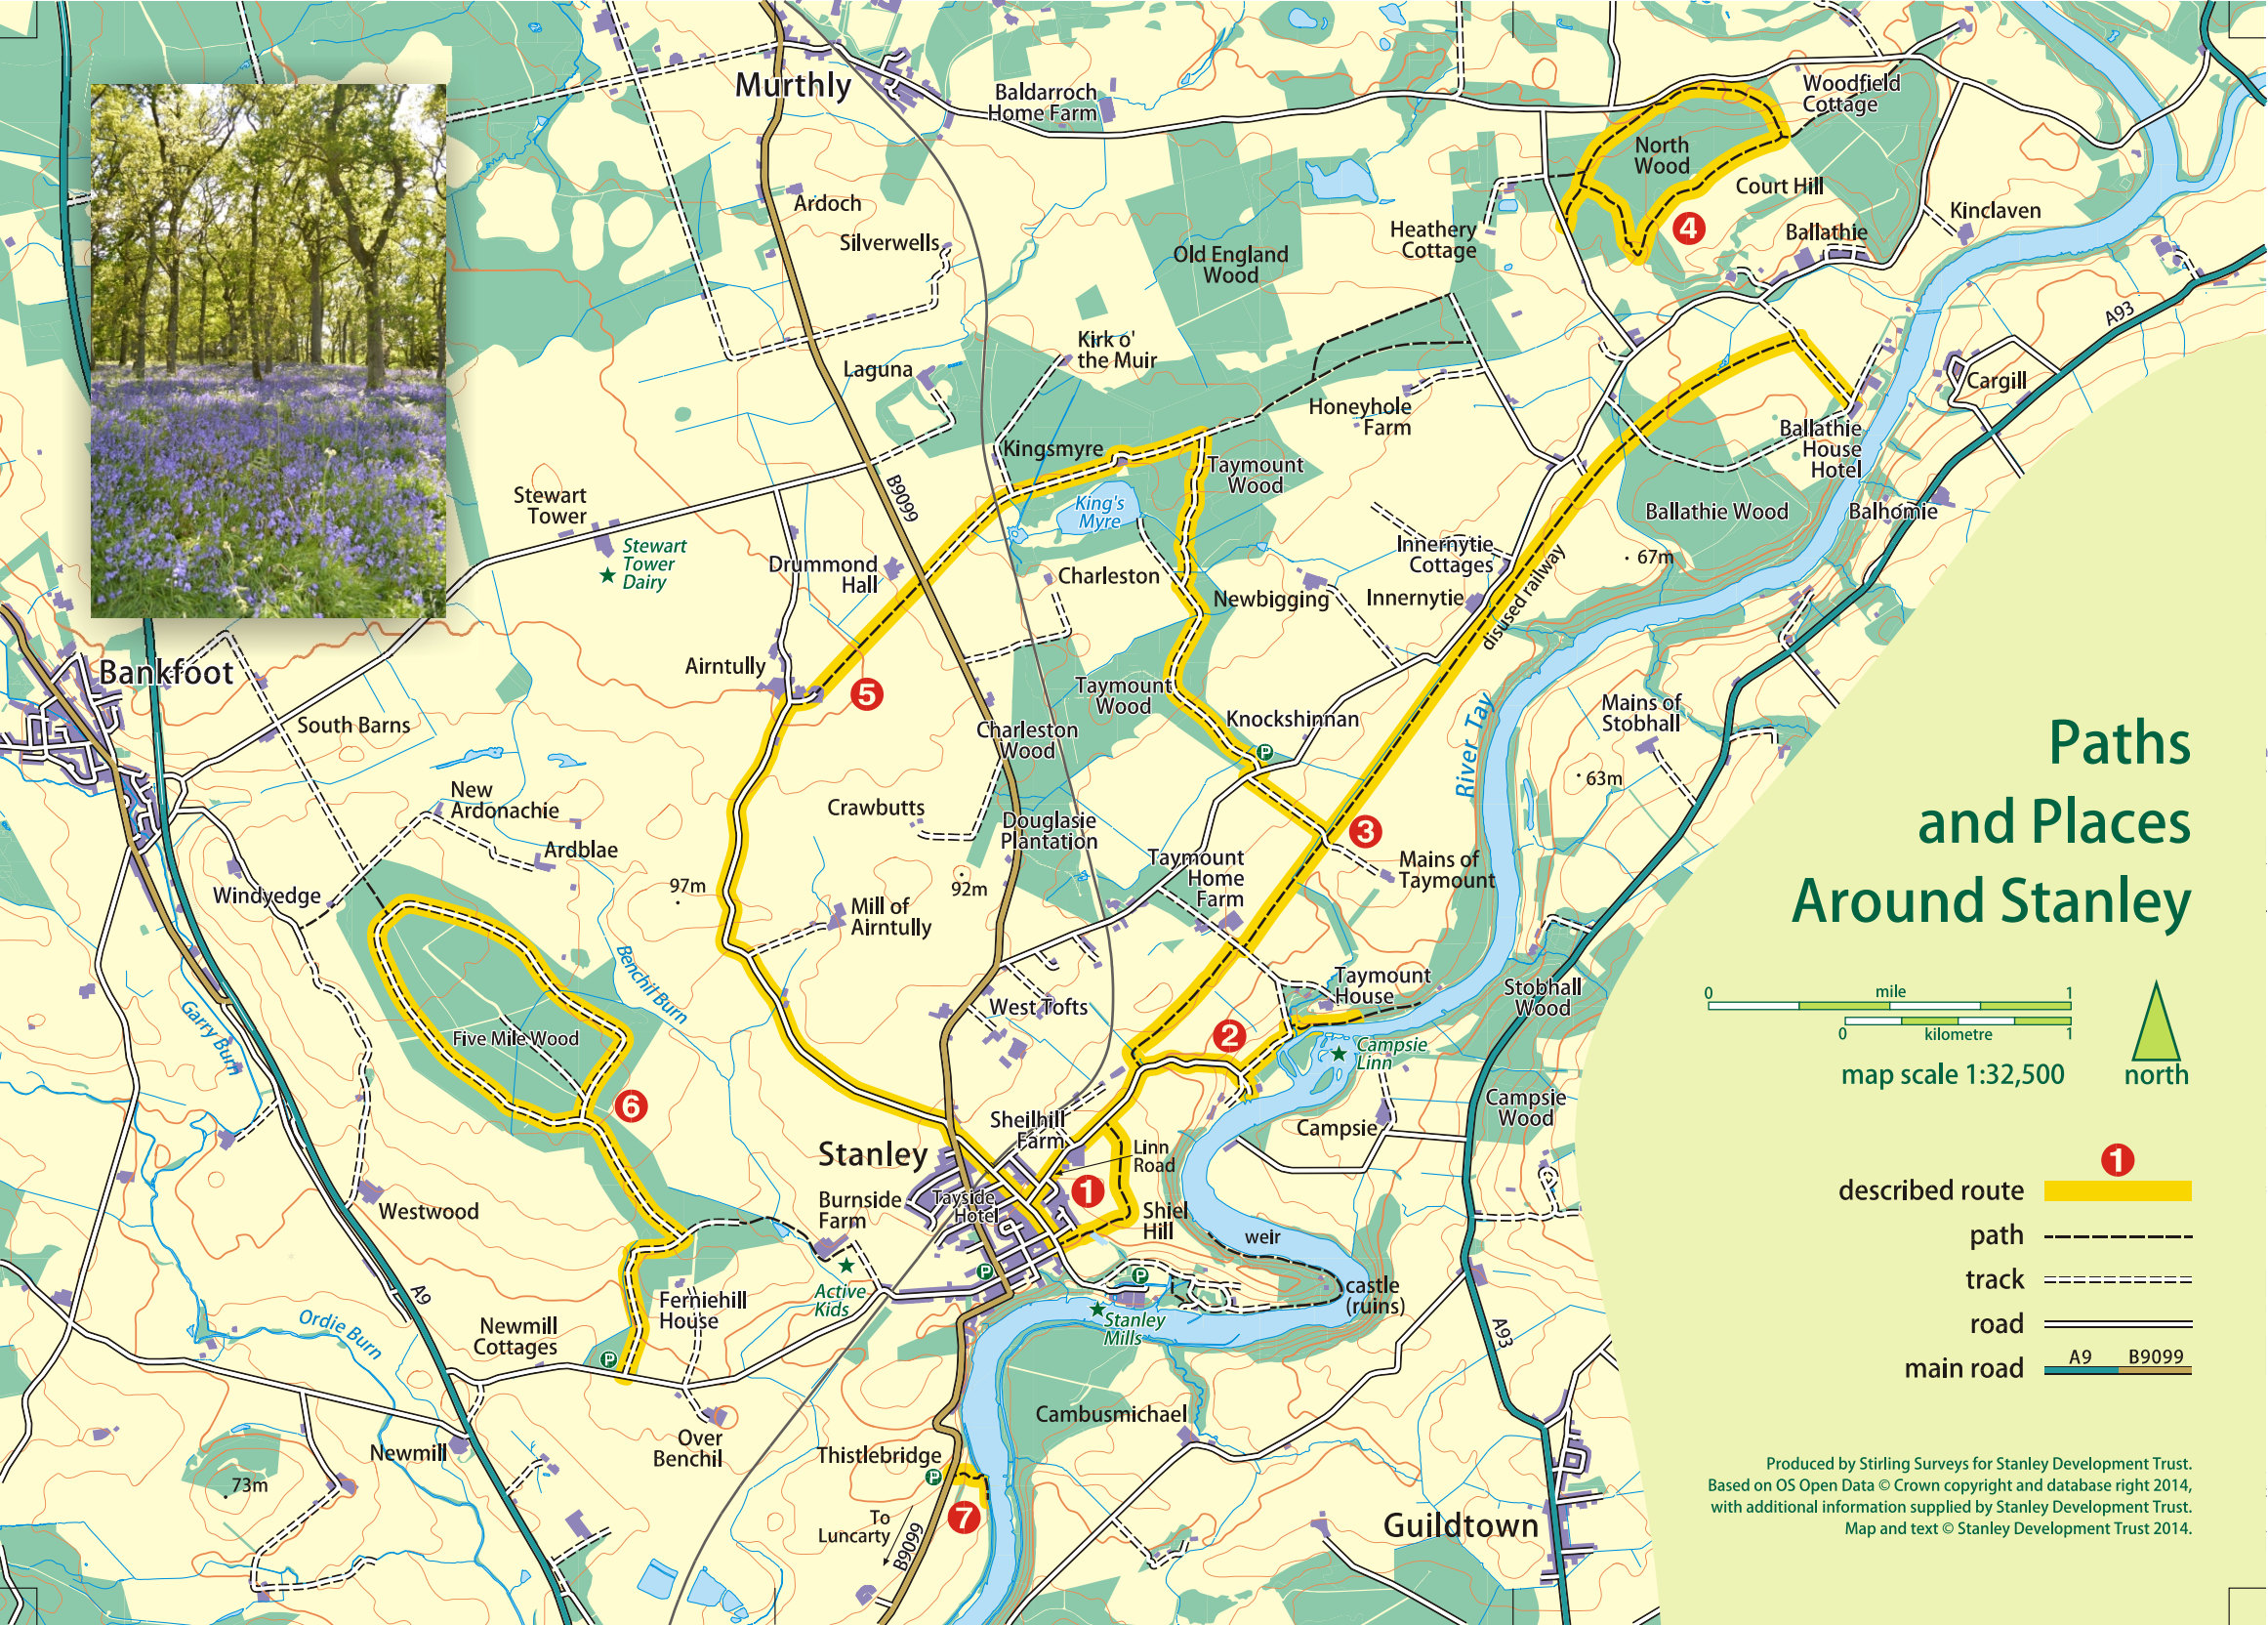 Murthly
Baldarroch
Home Farm
Woodfield
Cottage
North
Wood
Court Hill
Ardoch
Silverwells
Heathery
Cottage
4
Ballathie
Kinclaven
Old England
Wood
A93
Kirk o'
the Muir
Laguna
Cargill
Honeyhole
Farm
Kingsmyre
Ballathie
House
Hotel
Taymount
Wood
B9099
King's
Myre
Stewart
Tower
Stewart
Tower
Dairy
Ballathie Wood
Balhomie
Innernytie
Cottages
67m
Drummond
Hall
Charleston
Newbigging
Innernytie
disused railway
Airntully
5
Bankfoot
South Barns
Taymount
Wood
Knockshinnan
P
River Tay
Mains of
Stobhall
63m
Charleston
Wood
New
Ardonachie
Crawbutts
Douglasie
Plantation
3
Ardblae
Taymount
Home
Farm
Mains of
Taymount
Windyedge
97m
92m
Mill of
Airntully
Benchil Burn
Garry Burn
Five Mile Wood
West Tofts
Taymount
House
Stobhall
Wood
2
Campsie
Linn
6
Campsie
Wood
Campsie
Sheilhill
Farm
Stanley
Linn
Road
1
Burnside
Farm
Tayside
Hotel
Shiel
Hill
Westwood
weir
P
P
castle
(ruins)
Active
Kids
Stanley
Mills
A9
Ferniehill
House
Ordie Burn
Newmill
Cottages
P
A93
Over
Benchil
Newmill
Cambusmichael
Thistlebridge
P
7
73m
To
Luncarty
B9099
Guildtown
Paths
and Places
Around Stanley
0 mile 1
0 kilometre 1
map scale 1:32,500
north
1
described route
path
track
road
main road
A9 B9099
Produced by Stirling Surveys for Stanley Development Trust.
Based on OS Open Data © Crown copyright and database right 2014,
with additional information supplied by Stanley Development Trust.
Map and text © Stanley Development Trust 2014.